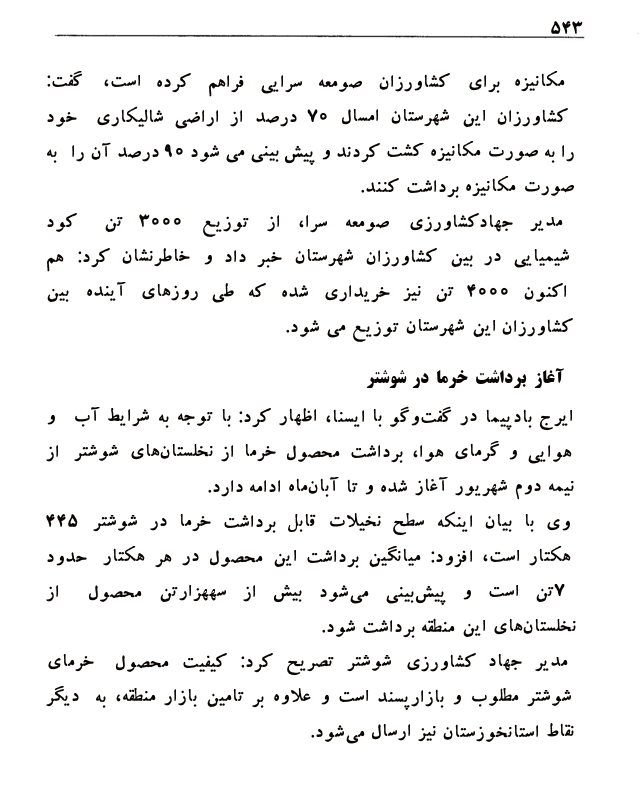 ۵۴۳
مکانیزه برای کشاورزان صومعه سرایی فراهم کرده است، گفت:
کشاورزان این شهرستان امسال ۷۰ درصد از اراضی شالیکاری خود
را به صورت مکانیزه کشت کردند و پیش بینی می شود ۹۰ درصد آن را به
صورت مکانیزه برداشت کنند.
مدیر جهادکشاورزی صومعه سرا، از توزیع ۳۰۰۰ تن کود
شیمیایی در بین کشاورزان شهرستان خبر داد و خاطرنشان کرد: هم
اکنون ۴۰۰۰ تن نیز خریداری شده که طی روزهای آینده بین
کشاورزان این شهرستان توزیع می شود.
آغاز برداشت خرما در شوشتر
ایرج بادپیما در گفت‌وگو با ایسنا، اظهار کرد: با توجه به شرایط آب و
هوایی و گرمای هوا، برداشت محصول خرما از نخلستان‌های شوشتر از
نیمه دوم شهریور آغاز شده و تا آبان‌ماه ادامه دارد.
وی با بیان اینکه سطح نخیلات قابل برداشت خرما در شوشتر ۴۴۵
هکتار است، افزود: میانگین برداشت این محصول در هر هکتار حدود
۷تن است و پیش‌بینی می‌شود بیش از سههزارتن محصول از
نخلستان‌های این منطقه برداشت شود.
مدیر جهاد کشاورزی شوشتر تصریح کرد: کیفیت محصول خرمای
شوشتر مطلوب و بازارپسند است و علاوه بر تامین بازار منطقه، به دیگر
نقاط استانخوزستان نیز ارسال می‌شود.